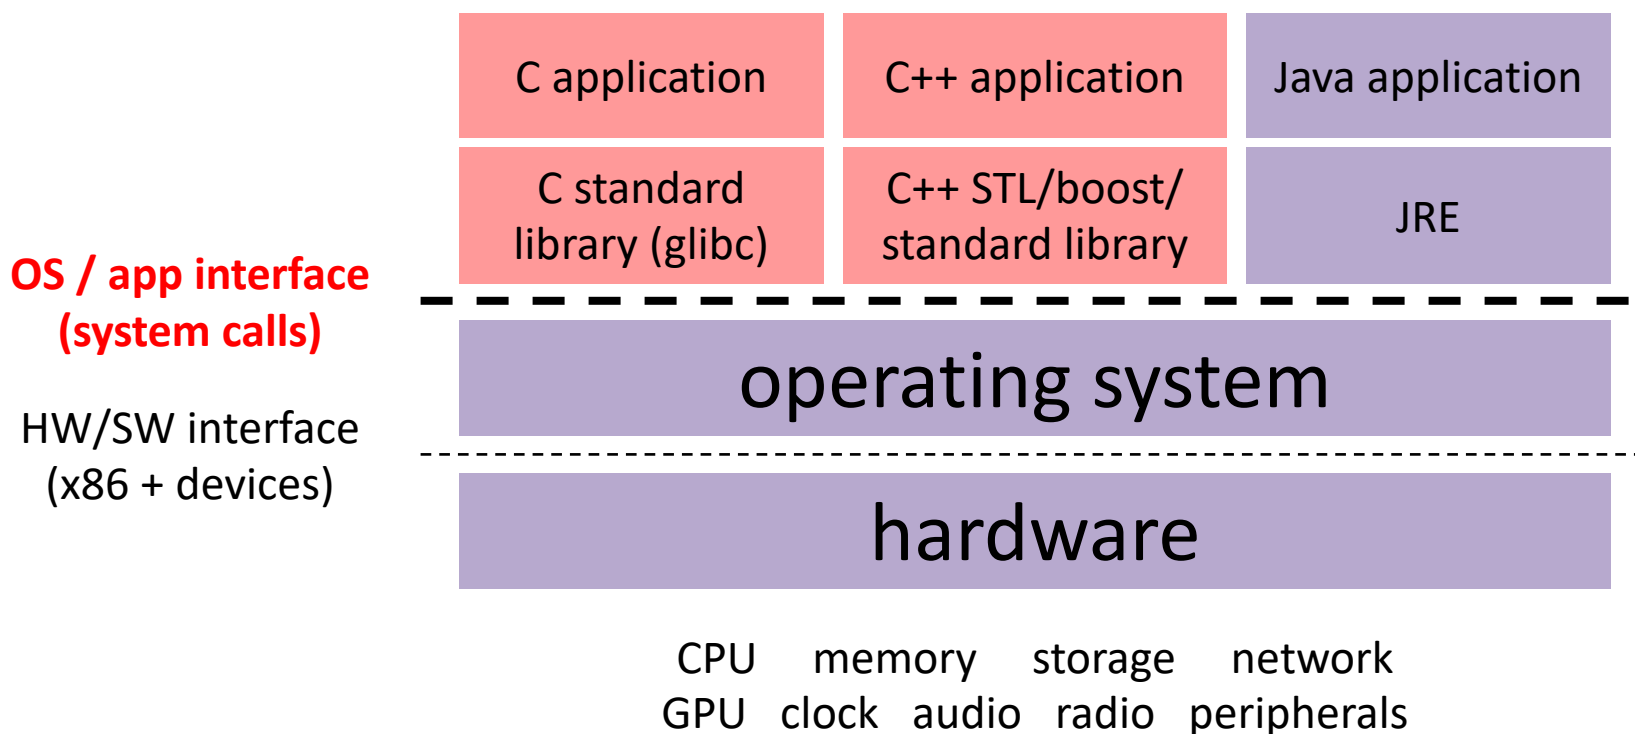 C application
C++ application
Java application
C standard
library (glibc)
C++ STL/boost/
standard library
JRE
OS / app interface
(system calls)
operating system
HW/SW interface
(x86 + devices)
hardware
CPU memory storage network
GPU clock audio radio peripherals